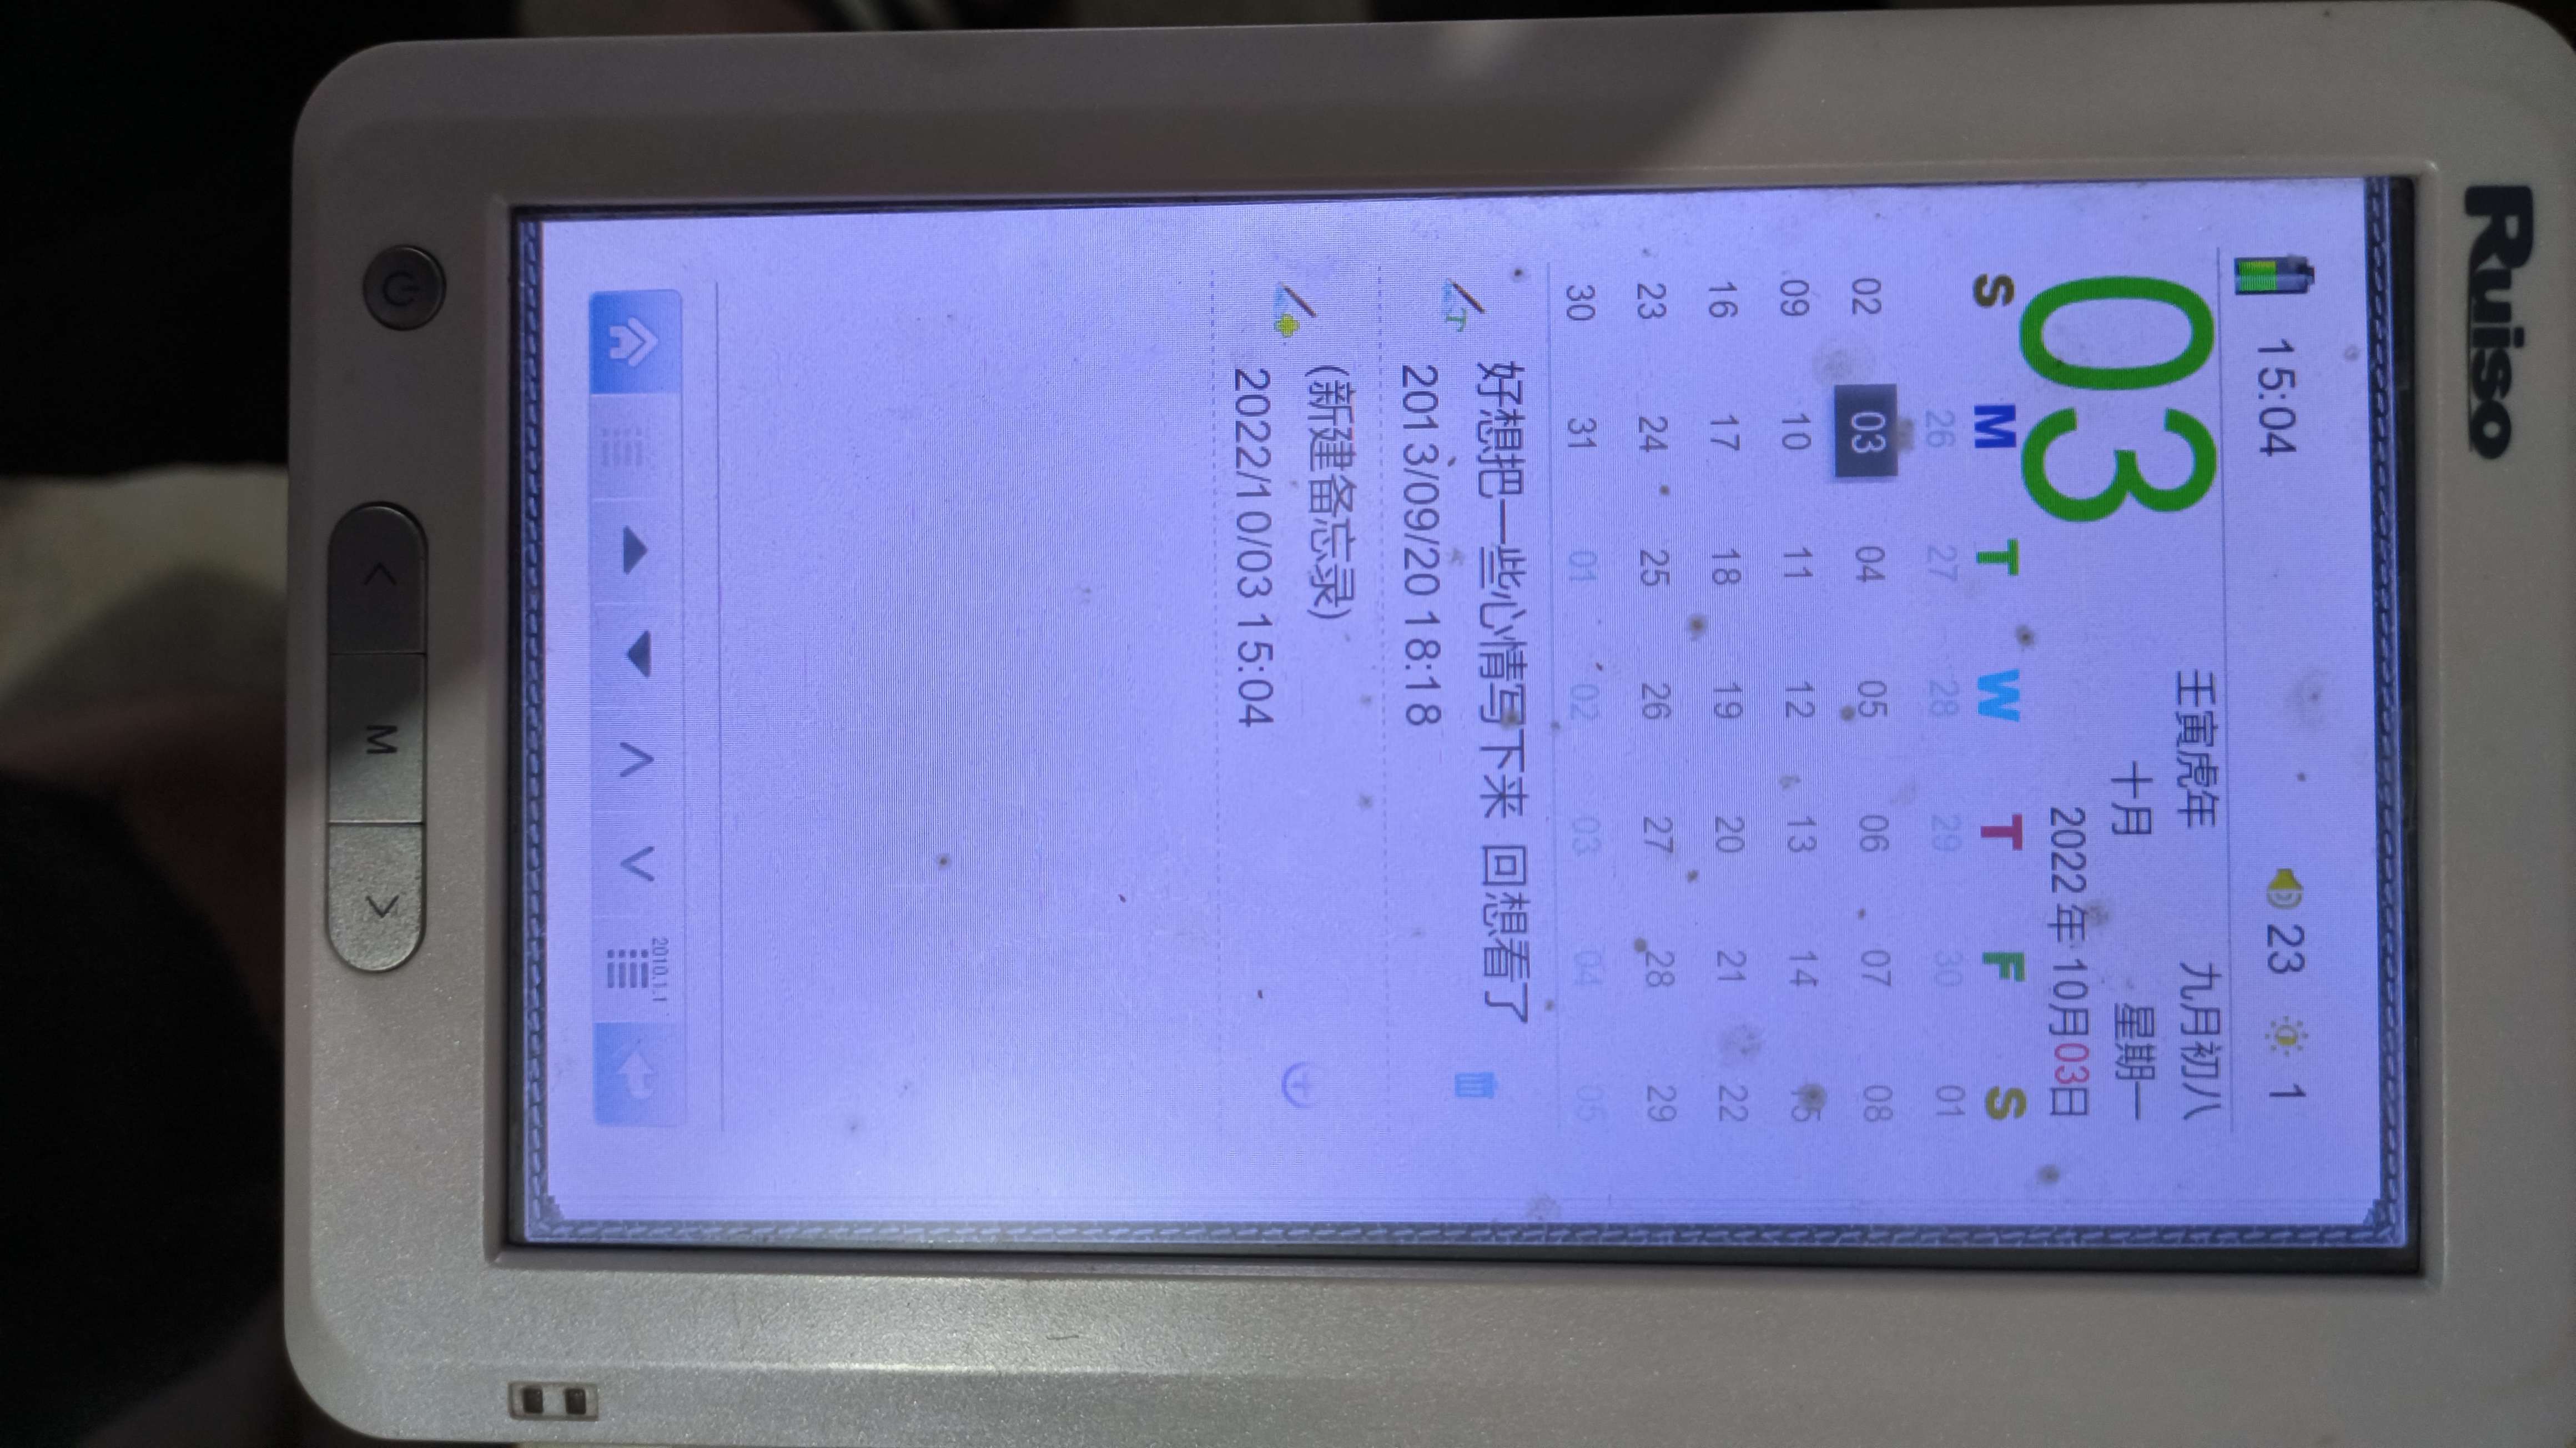 Ruiso
15:04 23 1
03
壬寅虎年 九月初八
十月 星期一
2022年10月03日
S M T W T F S
26 27 28 29 30 01
02 03 04 05 06 07 08
09 10 11 12 13 14 15
16 17 18 19 20 21 22
23 24 25 26 27 28 29
30 31 01 02 03 04 05
好想把一些心情写下来 回想看了
2013/09/20 18:18
(新建备忘录)
2022/10/03 15:04
2010.1.1
< M >